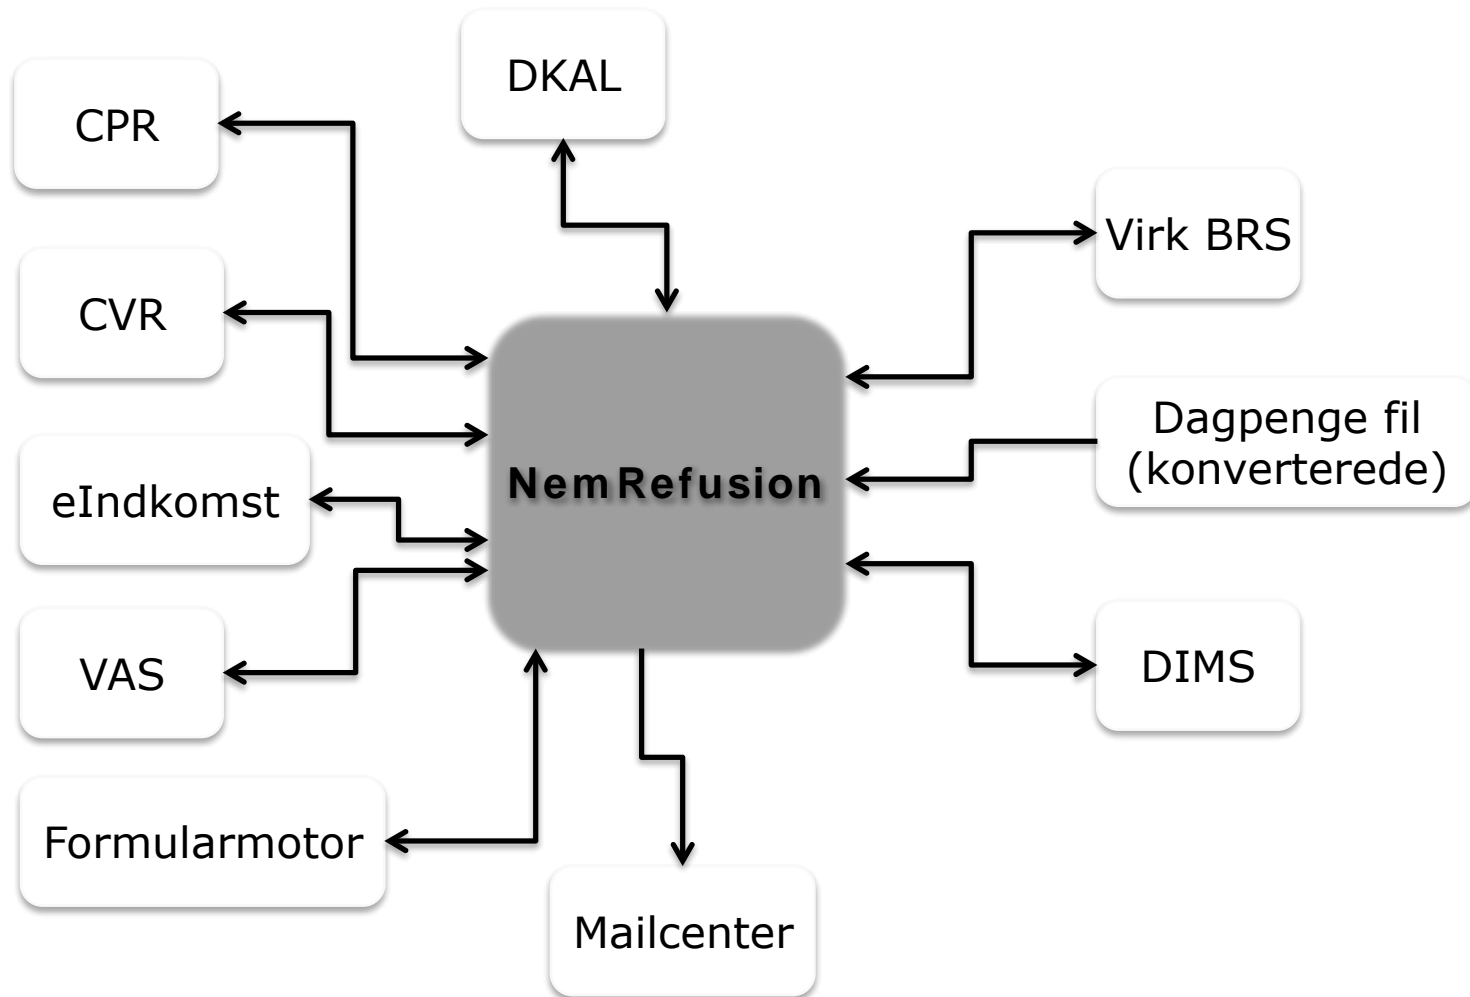 DKAL
CPR
Virk BRS
CVR
Dagpenge fil
(konverterede)
NemRefusion
eIndkomst
VAS
DIMS
Formularmotor
Mailcenter